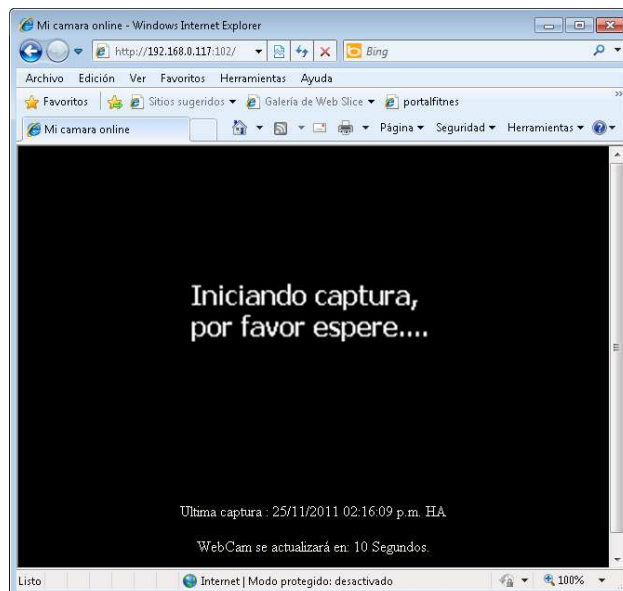 Mi camara online - Windows Internet Explorer
http://192.168.0.117:102/
Bing
Archivo Edición Ver Favoritos Herramientas Ayuda
Favoritos Sitios sugeridos Galería de Web Slice portalfitnes
Mi camara online Página Seguridad Herramientas
Iniciando captura,
por favor espere....
Ultima captura : 25/11/2011 02:16:09 p.m. HA
WebCam se actualizará en: 10 Segundos.
Listo Internet | Modo protegido: desactivado 100%